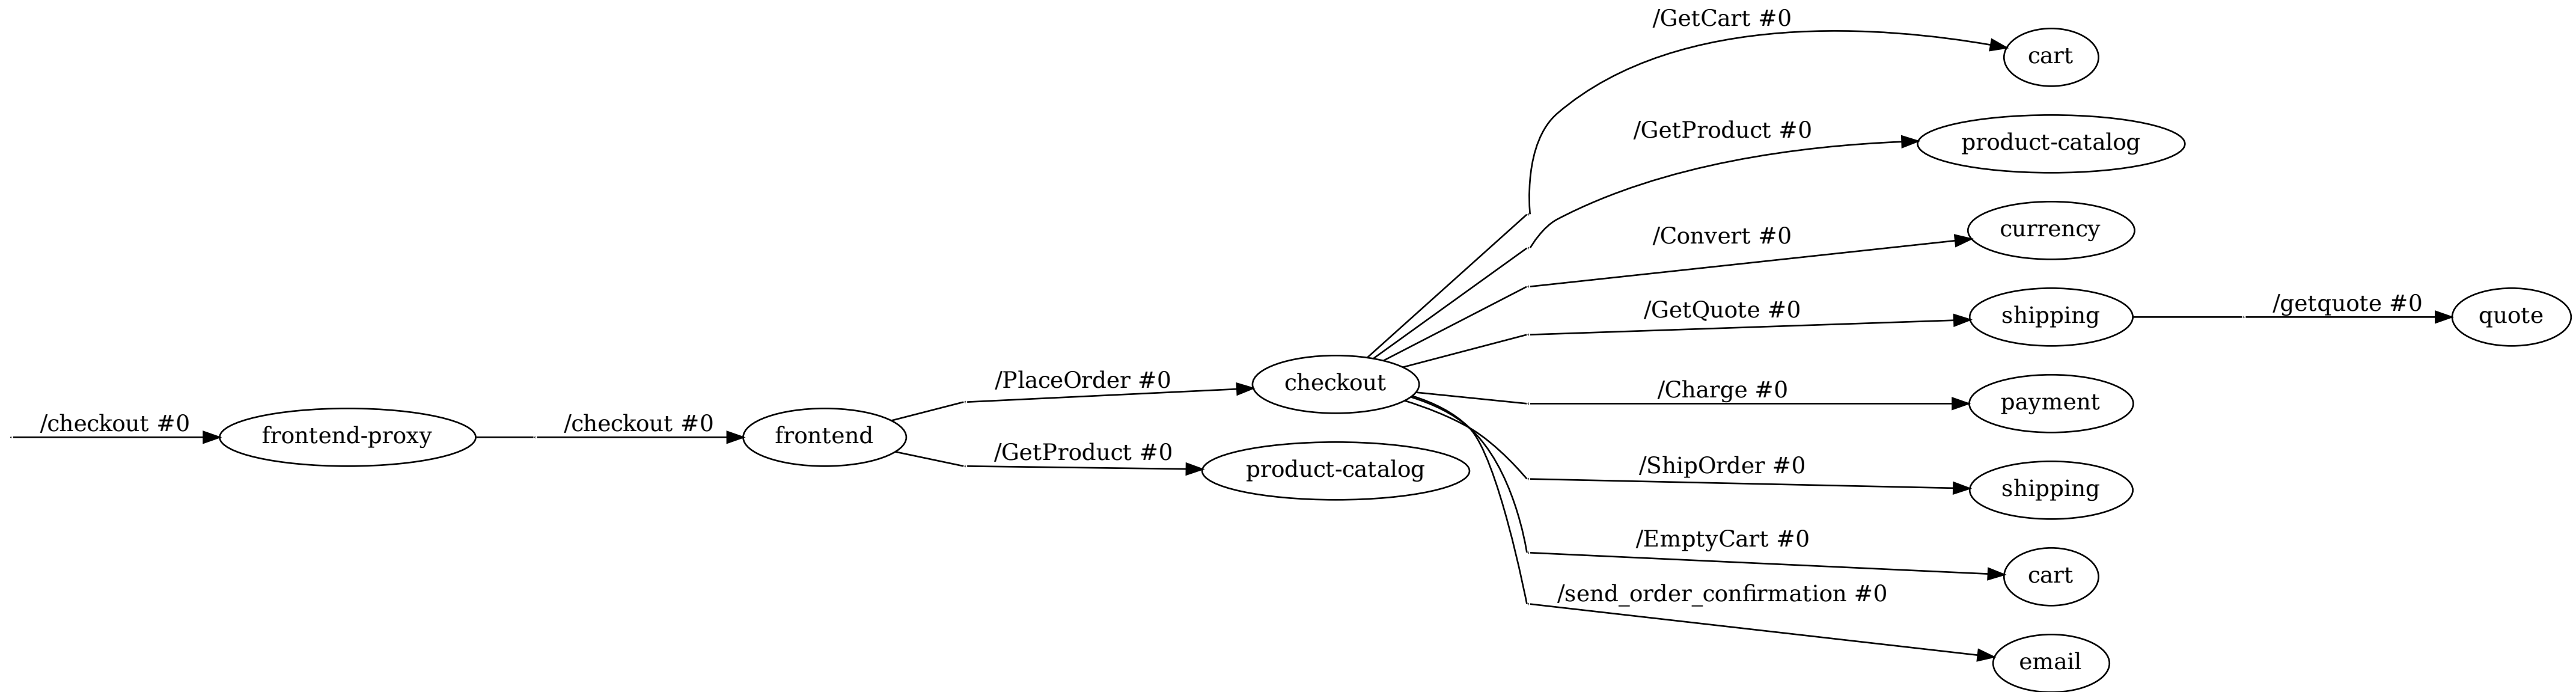 /GetCart #0
cart
/GetProduct #0
product-catalog
/Convert #0
currency
/GetQuote #0
shipping
/getquote #0
quote
/PlaceOrder #0
checkout
/Charge #0
payment
/checkout #0
frontend-proxy
/checkout #0
frontend
/GetProduct #0
product-catalog
/ShipOrder #0
shipping
/EmptyCart #0
cart
/send_order_confirmation #0
email